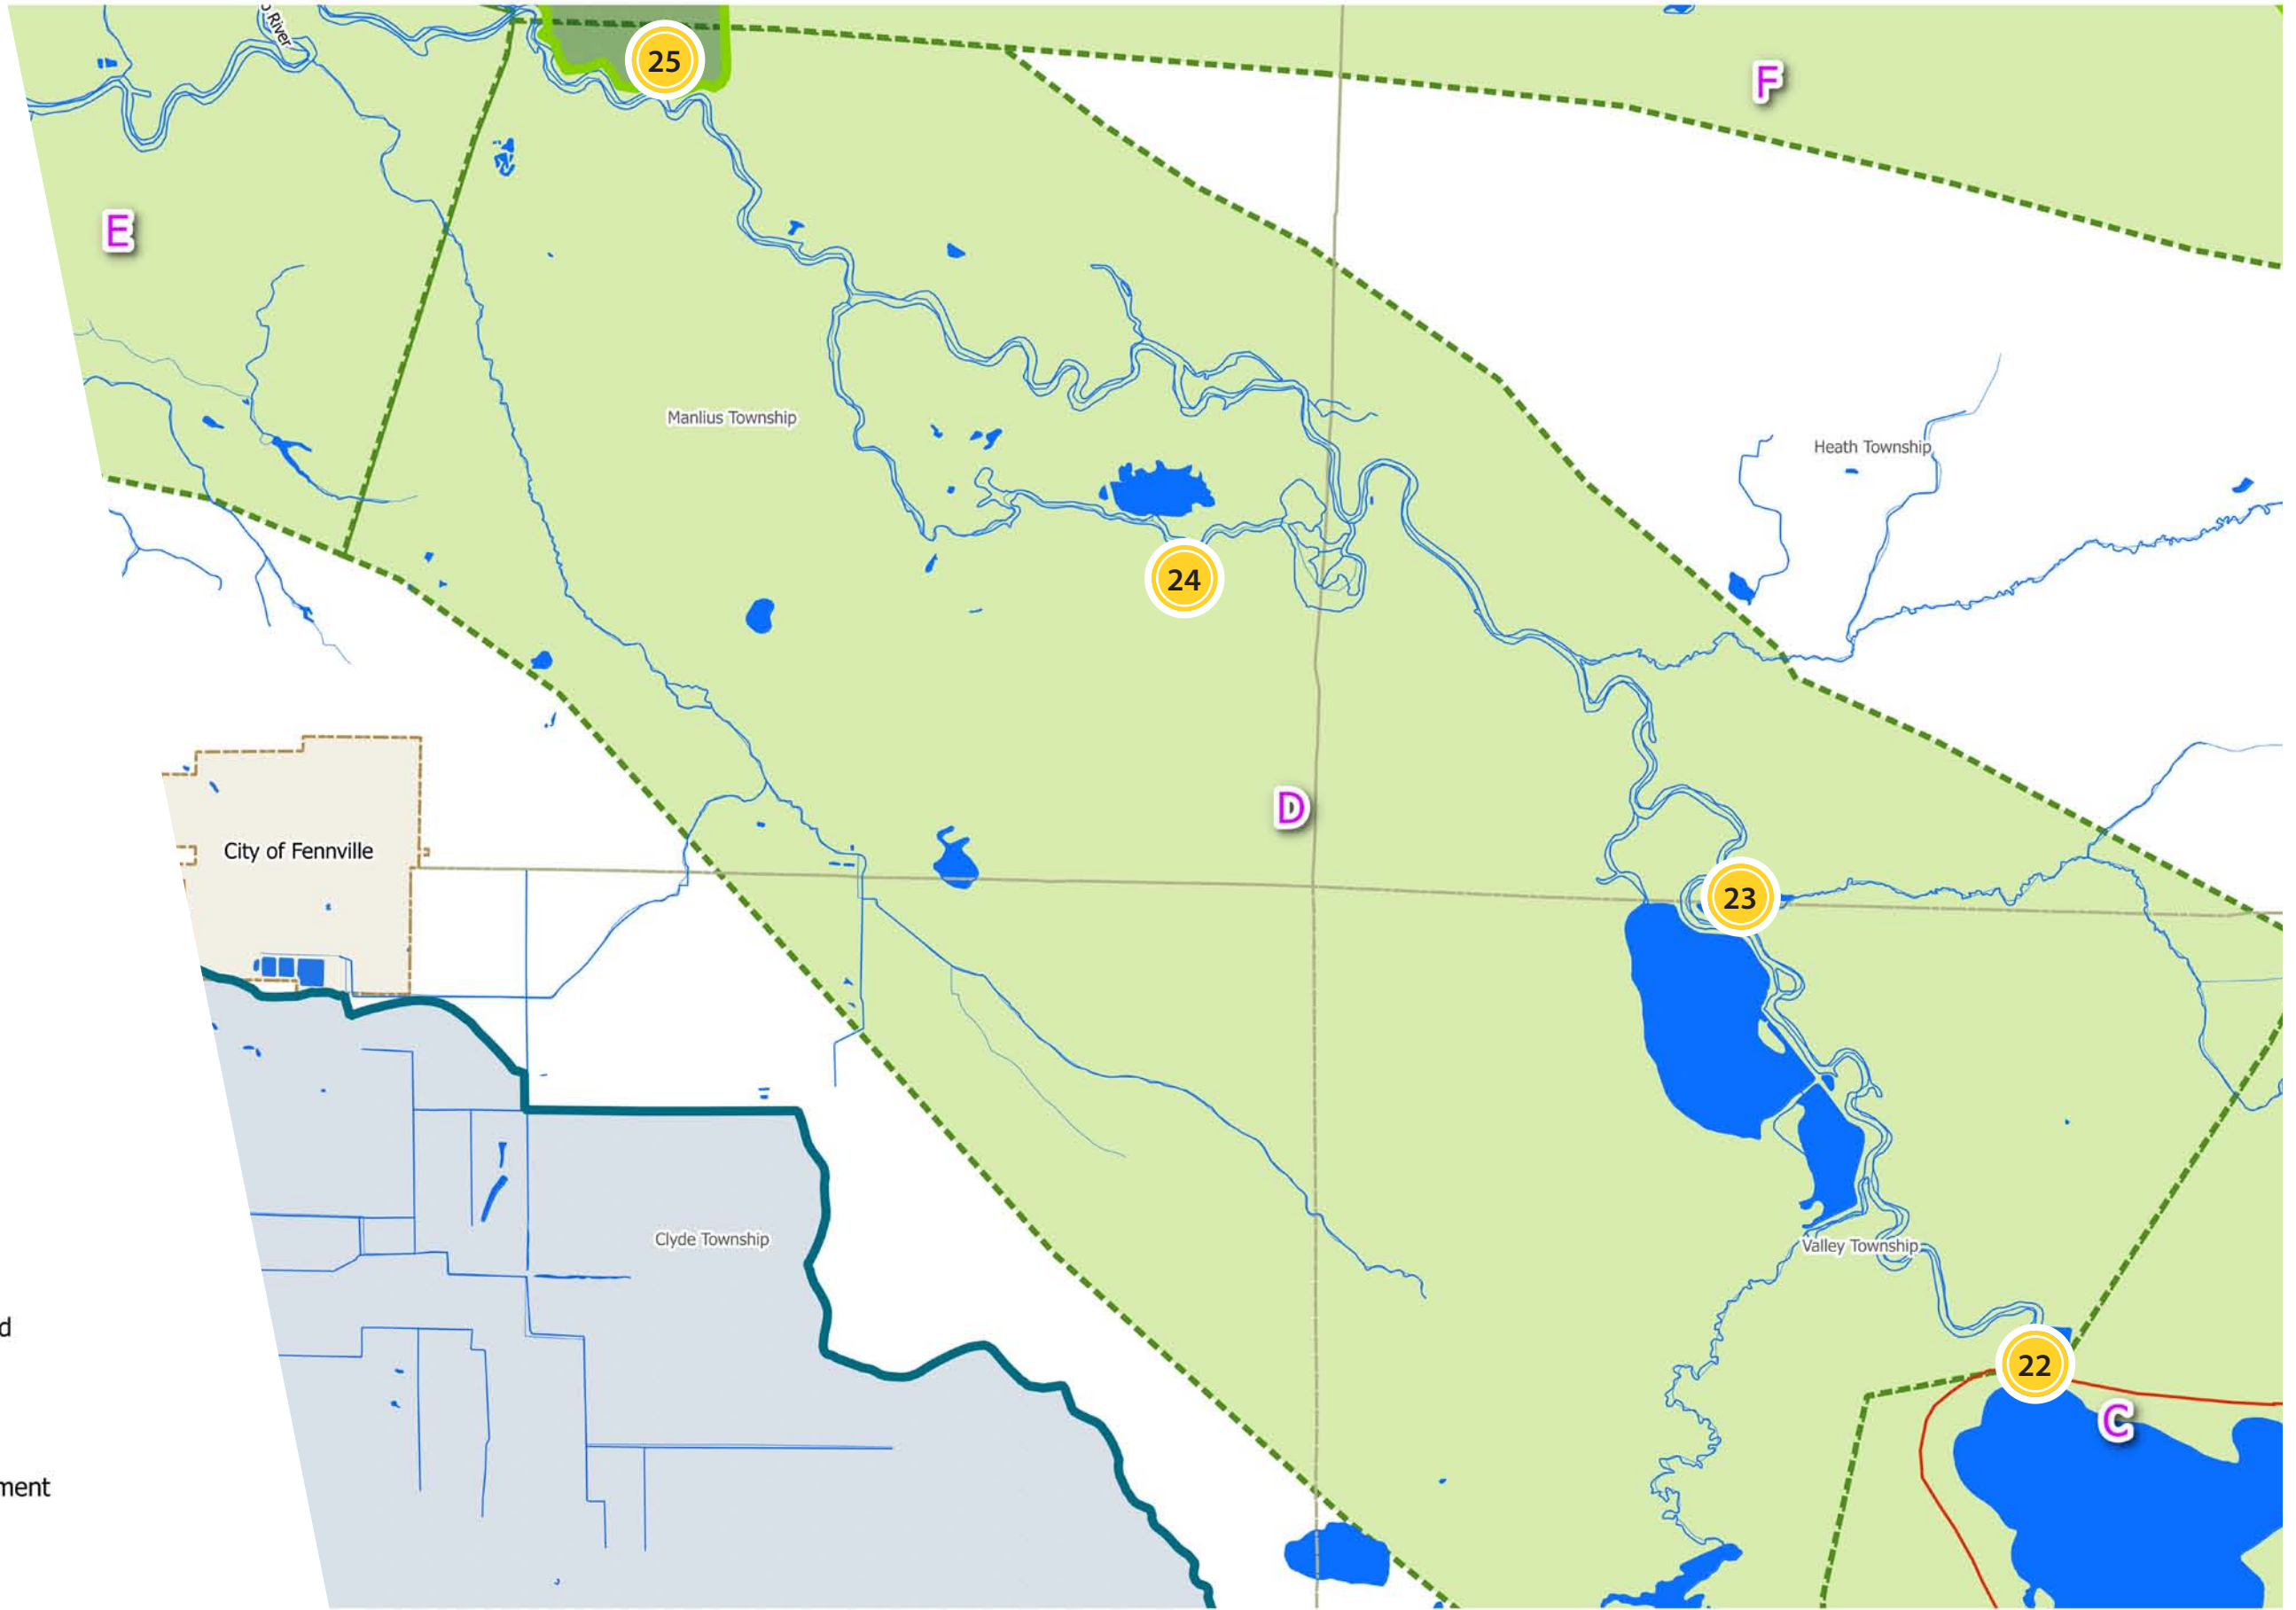 River
25
F
E
Manlius Township
Heath Township
24
D
City of Fennville
23
Clyde Township
Valley Township
d
22
C
ment